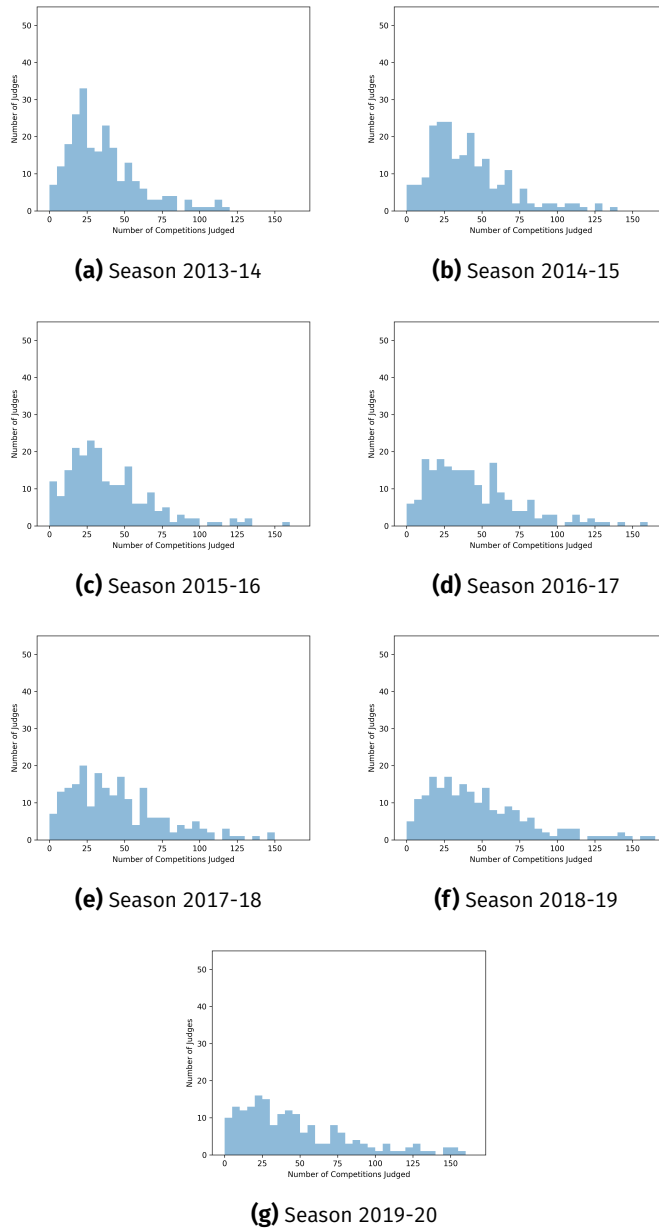 50
40
30
20
10
0
Number of Judges
0 25 50 75 100 125 150
Number of Competitions Judged
(a) Season 2013-14
50
40
30
20
10
0
Number of Judges
0 25 50 75 100 125 150
Number of Competitions Judged
(b) Season 2014-15
50
40
30
20
10
0
Number of Judges
0 25 50 75 100 125 150
Number of Competitions Judged
(c) Season 2015-16
50
40
30
20
10
0
Number of Judges
0 25 50 75 100 125 150
Number of Competitions Judged
(d) Season 2016-17
50
40
30
20
10
0
Number of Judges
0 25 50 75 100 125 150
Number of Competitions Judged
(e) Season 2017-18
50
40
30
20
10
0
Number of Judges
0 25 50 75 100 125 150
Number of Competitions Judged
(f) Season 2018-19
50
40
30
20
10
0
Number of Judges
0 25 50 75 100 125 150
Number of Competitions Judged
(g) Season 2019-20